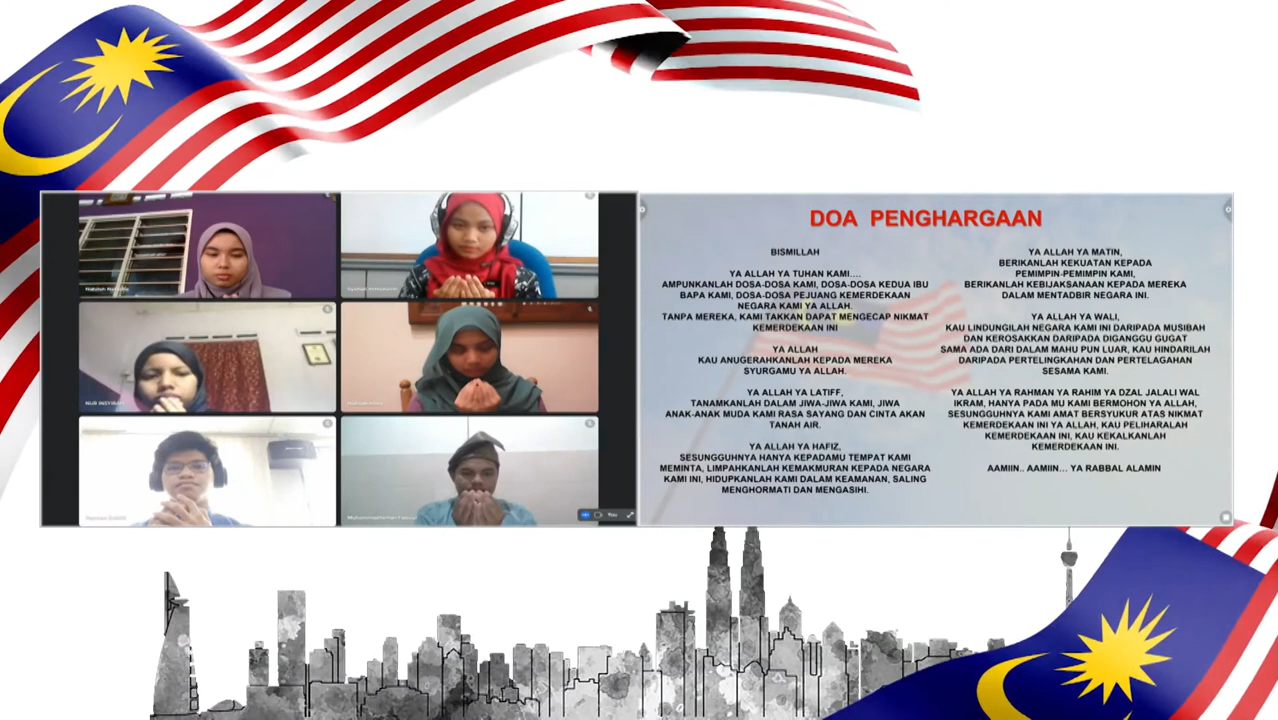 NUR INSYIRAH
You
DOA PENGHARGAAN
BISMILLAH
YA ALLAH YA TUHAN KAMI....
AMPUNKANLAH DOSA-DOSA KAMI, DOSA-DOSA KEDUA IBU
BAPA KAMI, DOSA-DOSA PEJUANG KEMERDEKAAN
NEGARA KAMI YA ALLAH.
TANPA MEREKA, KAMI TAKKAN DAPAT MENGECAP NIKMAT
KEMERDEKAAN INI
YA ALLAH
KAU ANUGERAHKANLAH KEPADA MEREKA
SYURGAMU YA ALLAH.
YA ALLAH YA LATIFF,
TANAMKANLAH DALAM JIWA-JIWA KAMI, JIWA
ANAK-ANAK MUDA KAMI RASA SAYANG DAN CINTA AKAN
TANAH AIR.
YA ALLAH YA HAFIZ,
SESUNGGUHNYA HANYA KEPADAMU TEMPAT KAMI
MEMINTA, LIMPAHKANLAH KEMAKMURAN KEPADA NEGARA
KAMI INI, HIDUPKANLAH KAMI DALAM KEAMANAN, SALING
MENGHORMATI DAN MENGASIHI.
YA ALLAH YA MATIN,
BERIKANLAH KEKUATAN KEPADA
PEMIMPIN-PEMIMPIN KAMI,
BERIKANLAH KEBIJAKSANAAN KEPADA MEREKA
DALAM MENTADBIR NEGARA INI.
YA ALLAH YA WALI,
KAU LINDUNGILAH NEGARA KAMI INI DARIPADA MUSIBAH
DAN KEROSAKKAN DARIPADA DIGANGGU GUGAT
SAMA ADA DARI DALAM MAHU PUN LUAR, KAU HINDARILAH
DARIPADA PERTELINGKAHAN DAN PERTELAGAHAN
SESAMA KAMI.
YA ALLAH YA RAHMAN YA RAHIM YA DZAL JALALI WAL
IKRAM, HANYA PADA MU KAMI BERMOHON YA ALLAH,
SESUNGGUHNYA KAMI AMAT BERSYUKUR ATAS NIKMAT
KEMERDEKAAN INI YA ALLAH, KAU PELIHARALAH
KEMERDEKAAN INI, KAU KEKALKANLAH
KEMERDEKAAN INI.
AAMIIN.. AAMIIN... YA RABBAL ALAMIN